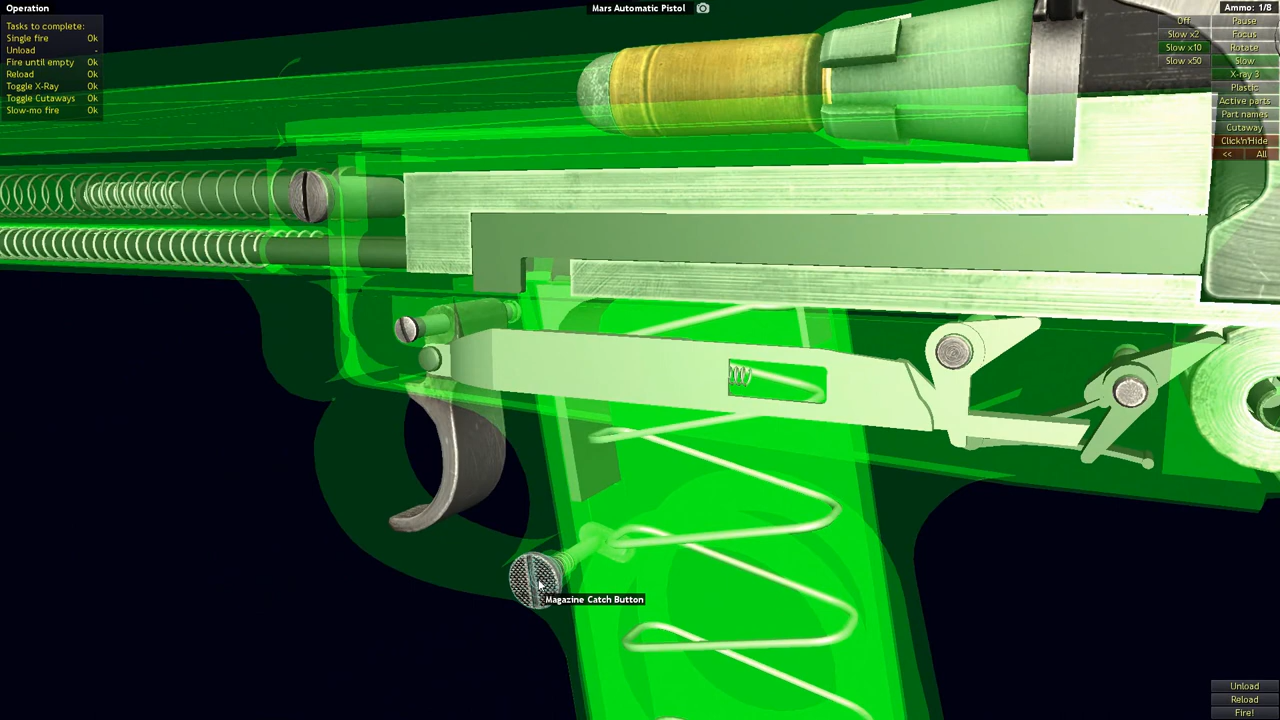 Operation
Tasks to complete:
Single fire Ok
Unload -
Fire until empty Ok
Reload Ok
Toggle X-Ray Ok
Toggle Cutaways Ok
Slow-mo fire Ok
Mars Automatic Pistol
Ammo: 1/8
Off Pause
Slow x2 Focus
Slow x10 Rotate
Slow x50 Slow
X-ray 3
Plastic
Active parts
Part names
Cutaway
Click'n'Hide
<< All
Magazine Catch Button
Unload
Reload
Fire!